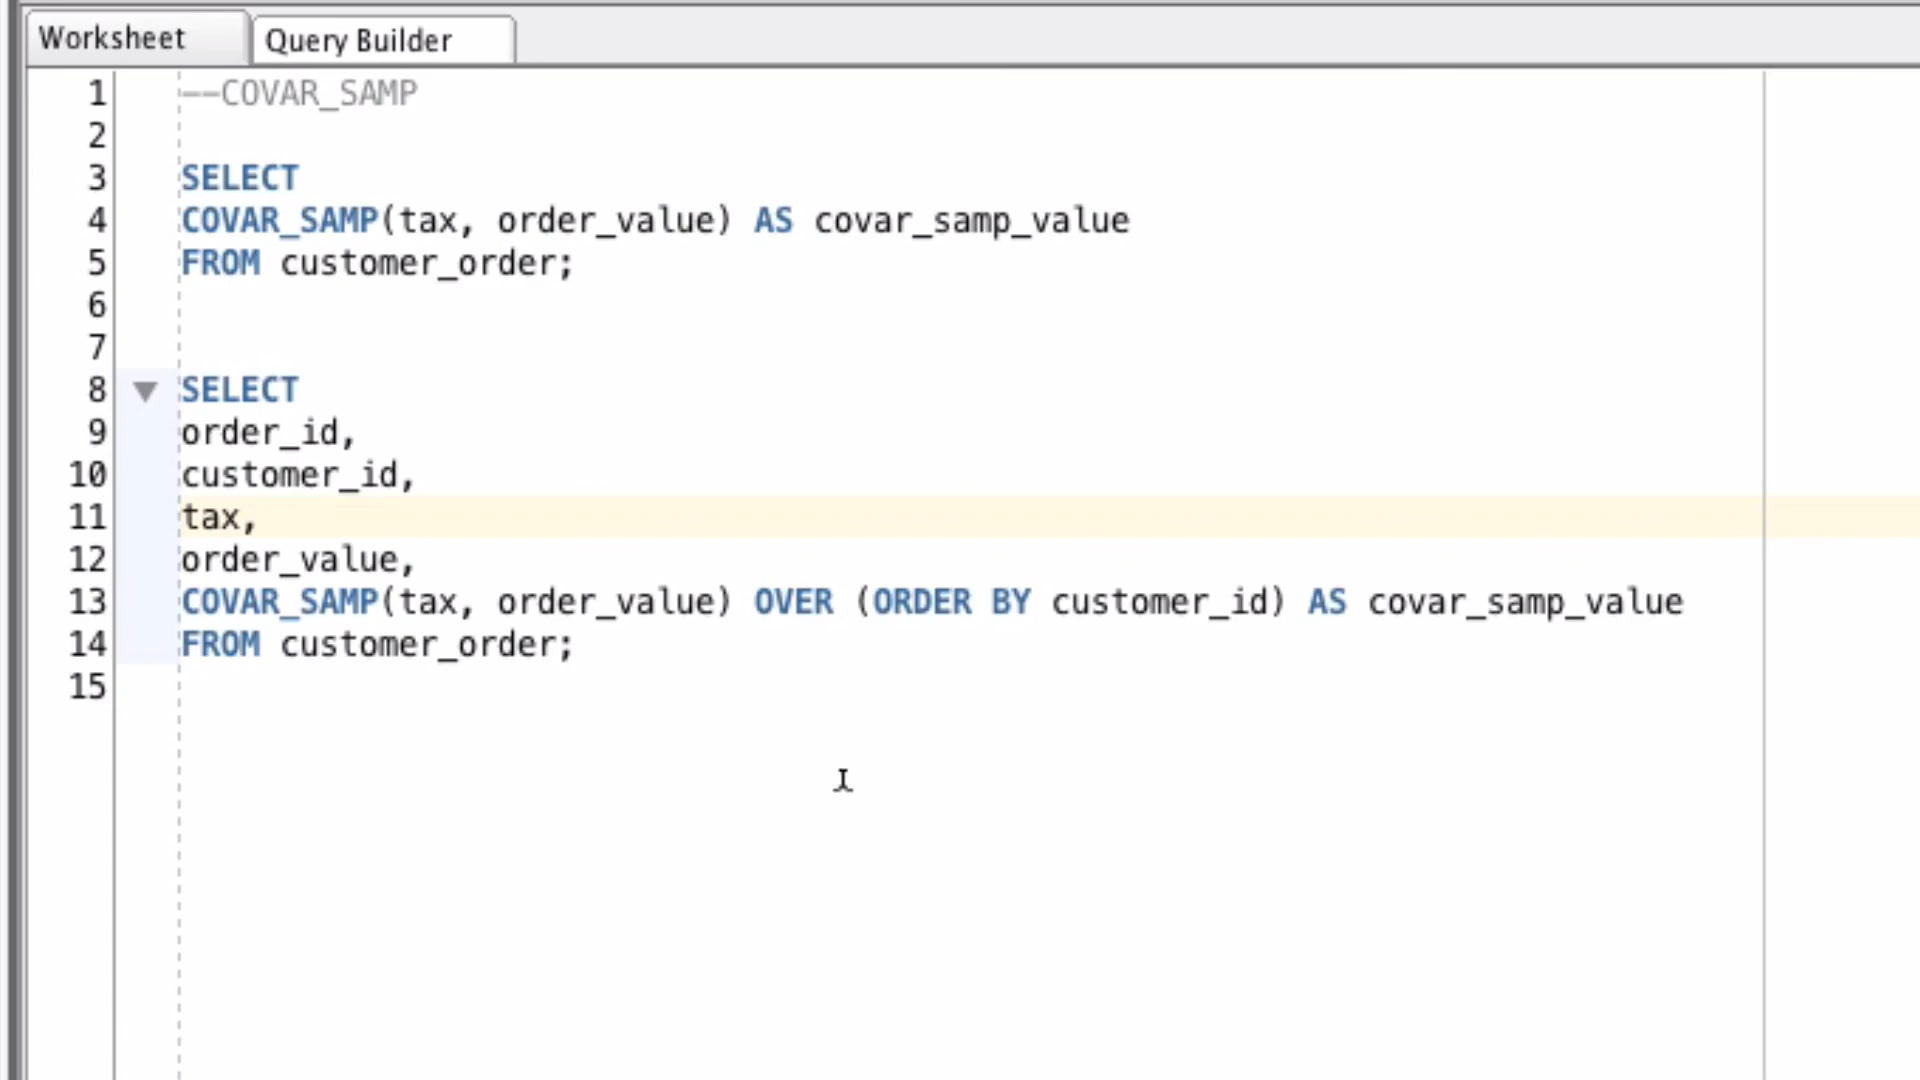 Worksheet Query Builder
1 --COVAR_SAMP
2
3 SELECT
4 COVAR_SAMP(tax, order_value) AS covar_samp_value
5 FROM customer_order;
6
7
8 SELECT
9 order_id,
10 customer_id,
11 tax,
12 order_value,
13 COVAR_SAMP(tax, order_value) OVER (ORDER BY customer_id) AS covar_samp_value
14 FROM customer_order;
15